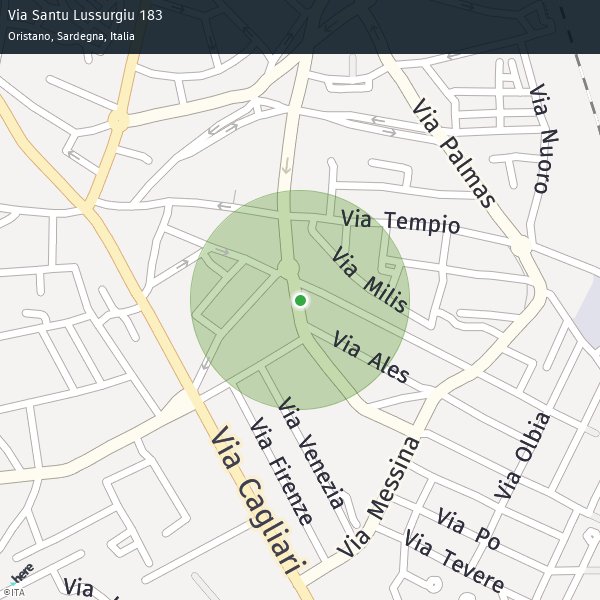 Via Santu Lussurgiu 183
Oristano, Sardegna, Italia
Via Nuoro
Via Palmas
Via Tempio
Via Milis
Via Ales
Via Olbia
Via Venezia
Via Firenze
Via Cagliari
Via Messina
Via Po
Via Tevere
Via
here
©ITA